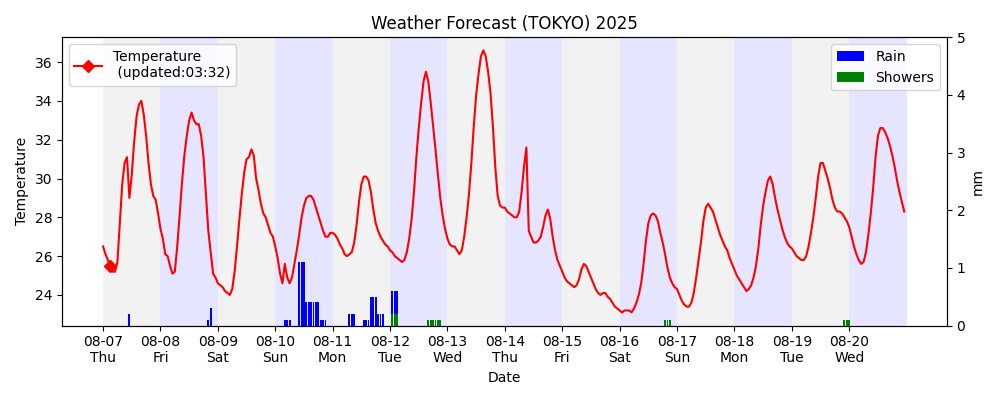 Weather Forecast (TOKYO) 2025
Temperature
(updated:03:32)
Rain
Showers
Temperature
36
34
32
30
28
26
24
5
4
3
2
1
0
mm
08-07 08-08 08-09 08-10 08-11 08-12 08-13 08-14 08-15 08-16 08-17 08-18 08-19 08-20
Thu Fri Sat Sun Mon Tue Wed Thu Fri Sat Sun Mon Tue Wed
Date